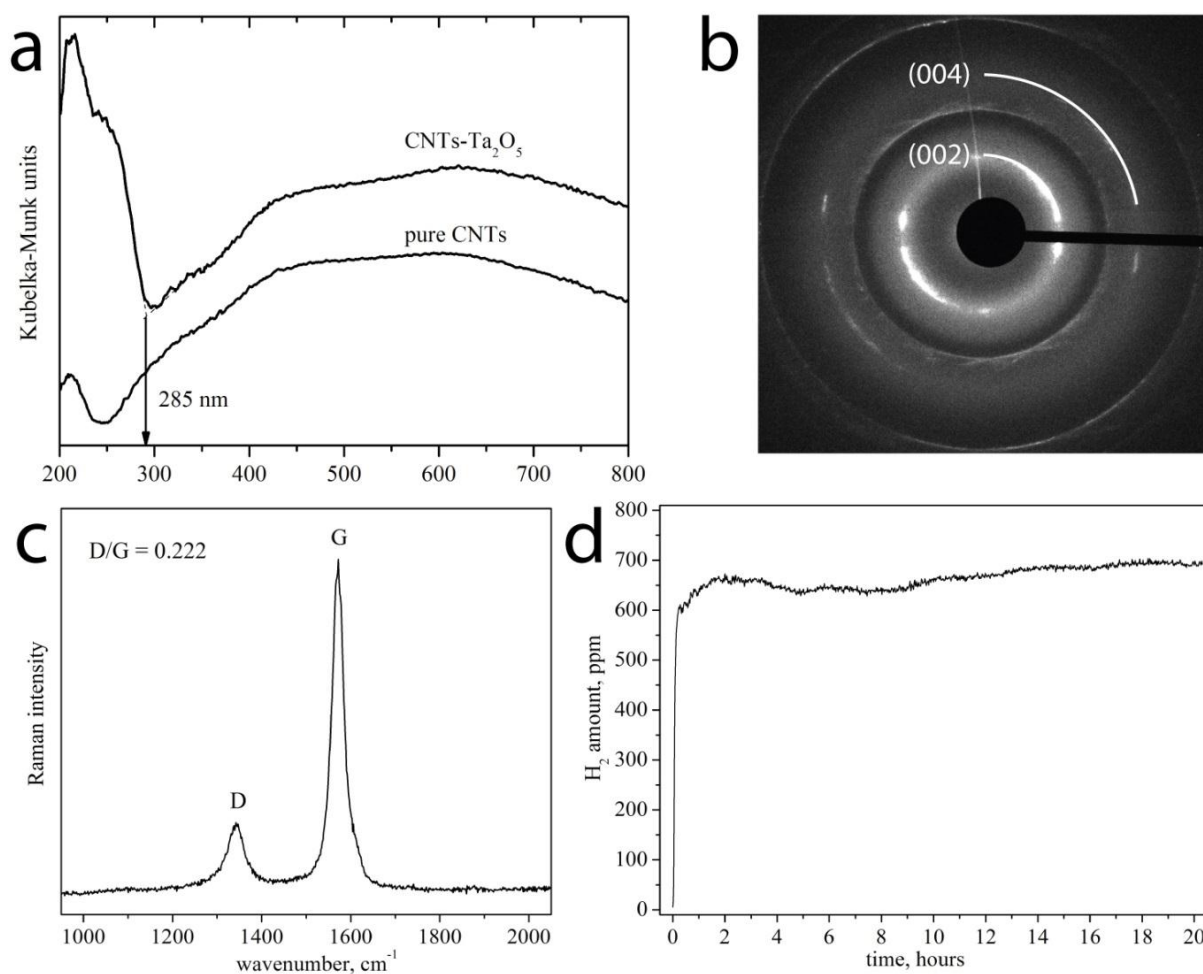 a
Kubelka-Munk units
CNTs-Ta₂O₅
pure CNTs
285 nm
200 300 400 500 600 700 800
b
(004)
(002)
c
D/G = 0.222
D
G
Raman intensity
1000 1200 1400 1600 1800 2000
wavenumber, cm⁻¹
d
800
700
600
500
400
300
200
100
0
H₂ amount, ppm
0 2 4 6 8 10 12 14 16 18 20
time, hours